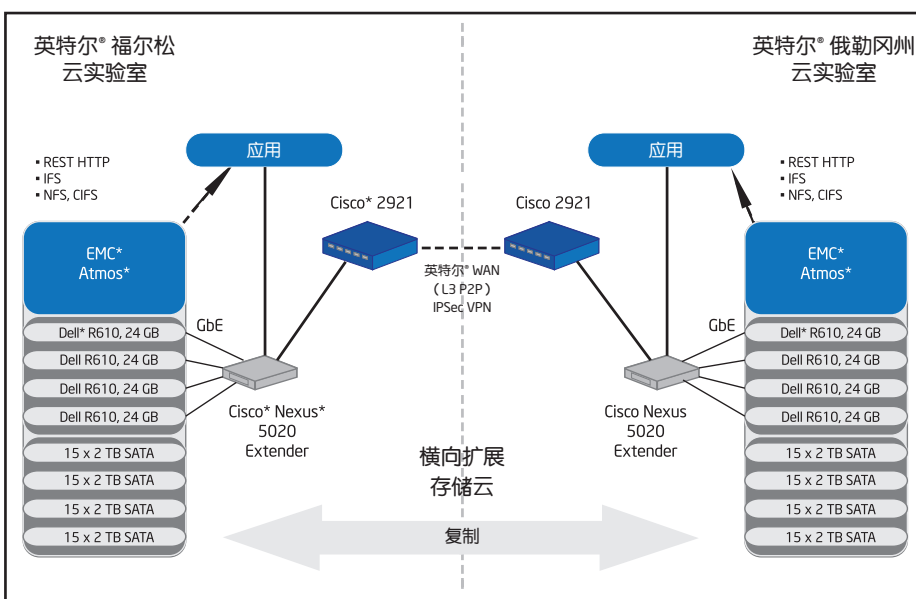 英特尔® 福尔松
云实验室
英特尔® 俄勒冈州
云实验室
应用
▪ REST HTTP
▪ IFS
▪ NFS, CIFS
Cisco* 2921
EMC*
Atmos*
Dell* R610, 24 GB
Dell R610, 24 GB
Dell R610, 24 GB
Dell R610, 24 GB
15 x 2 TB SATA
15 x 2 TB SATA
15 x 2 TB SATA
15 x 2 TB SATA
GbE
Cisco* Nexus*
5020
Extender
英特尔® WAN
( L3 P2P )
IPSec VPN
应用
▪ REST HTTP
▪ IFS
▪ NFS, CIFS
Cisco 2921
EMC*
Atmos*
GbE
Dell* R610, 24 GB
Dell R610, 24 GB
Dell R610, 24 GB
Dell R610, 24 GB
15 x 2 TB SATA
15 x 2 TB SATA
15 x 2 TB SATA
15 x 2 TB SATA
Cisco Nexus
5020
Extender
横向扩展
存储云
复制